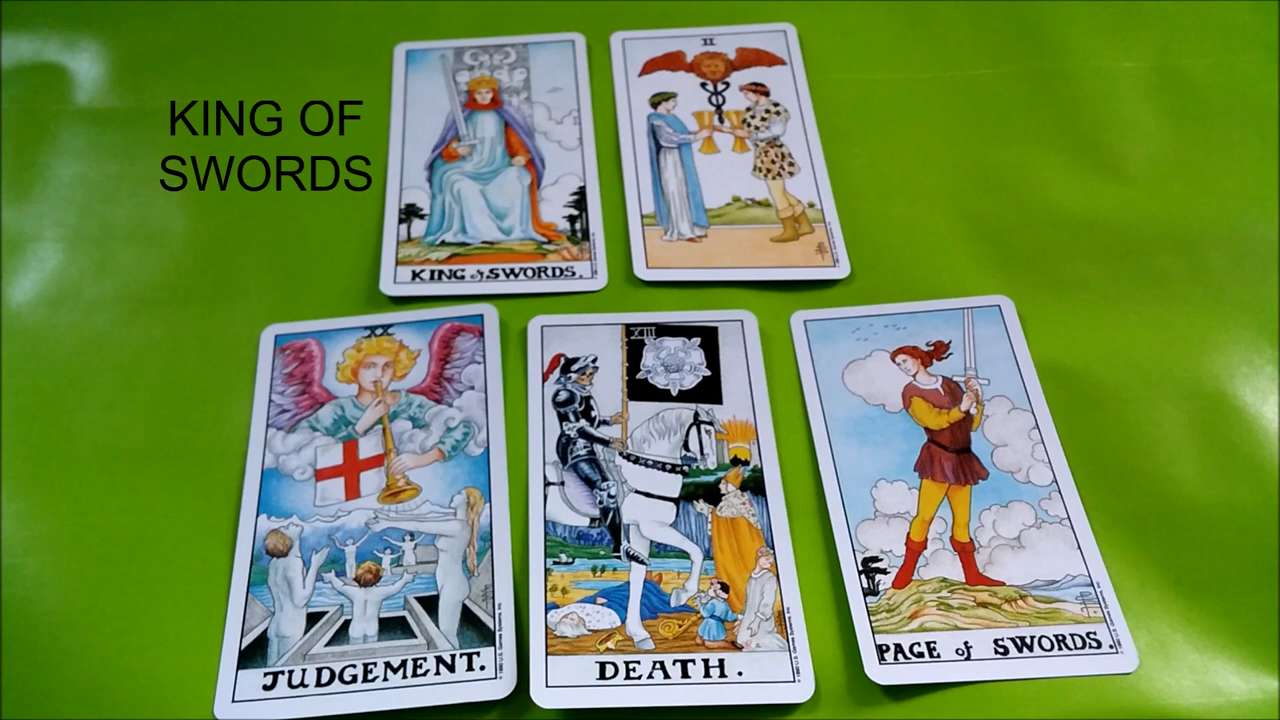 KING OF
SWORDS
KING of SWORDS.
II
XX
JUDGEMENT.
XIII
DEATH.
PAGE of SWORDS.